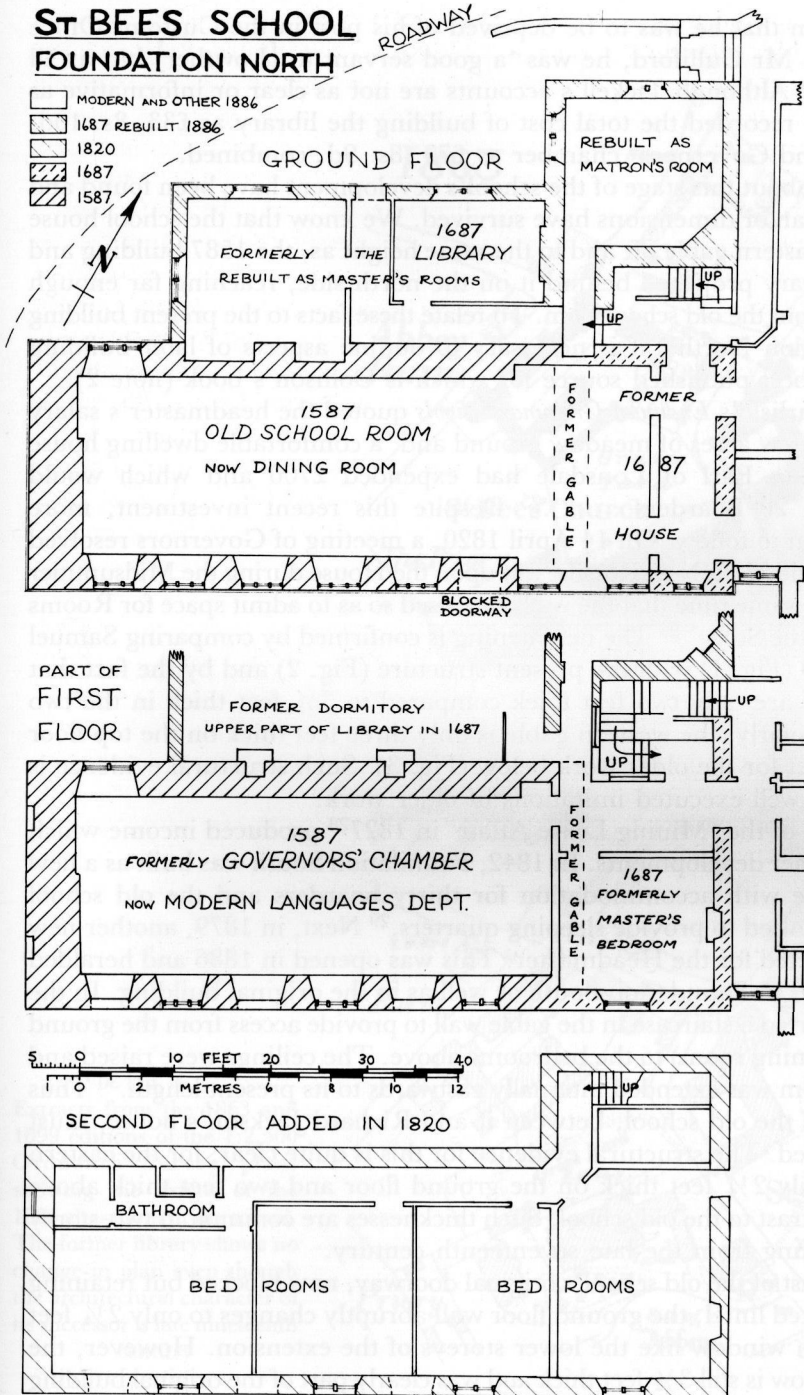 ST BEES SCHOOL
FOUNDATION NORTH
ROADWAY
MODERN AND OTHER 1886
1687 REBUILT 1886
1820
1687
1587
N
GROUND FLOOR
REBUILT AS
MATRON'S ROOM
1687
FORMERLY THE LIBRARY
REBUILT AS MASTER'S ROOMS
UP
UP
1587
OLD SCHOOL ROOM
NOW DINING ROOM
FORMER GABLE
FORMER
1687
HOUSE
BLOCKED
DOORWAY
PART OF
FIRST
FLOOR
FORMER DORMITORY
UPPER PART OF LIBRARY IN 1687
UP
UP
1587
FORMERLY GOVERNORS' CHAMBER
NOW MODERN LANGUAGES DEPT
FORMER GABLE
1687
FORMERLY
MASTER'S
BEDROOM
5 0 10 FEET 20 30 40
1 0 2 4 METRES 6 8 10 12
SECOND FLOOR ADDED IN 1820
UP
BATHROOM
BED ROOMS
BED ROOMS